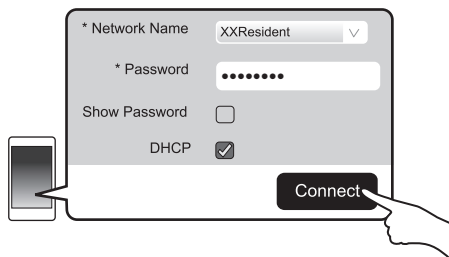 * Network Name XXResident
* Password ●●●●●●●●
Show Password
DHCP
Connect